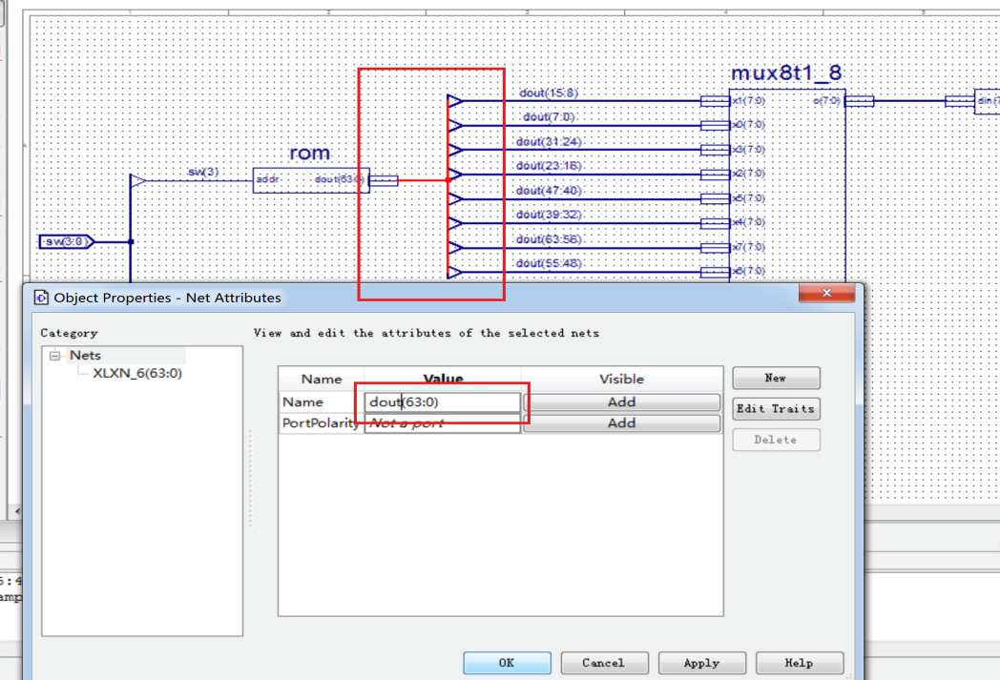 mux8t1_8
dout(15:8)
x1(7:0)
o(7:0)
dout(7:0)
x0(7:0)
dout(31:24)
x3(7:0)
rom
dout(23:16)
x2(7:0)
sw(3)
addr
dout(63:0)
dout(47:40)
x5(7:0)
dout(39:32)
x4(7:0)
sw(3:0)
dout(63:56)
x7(7:0)
dout(55:48)
x6(7:0)
Object Properties - Net Attributes
Category
View and edit the attributes of the selected nets
Nets
XLXN_6(63:0)
Name Value Visible
Name dout(63:0) Add
PortPolarity Not a port Add
New
Edit Traits
Delete
OK Cancel Apply Help